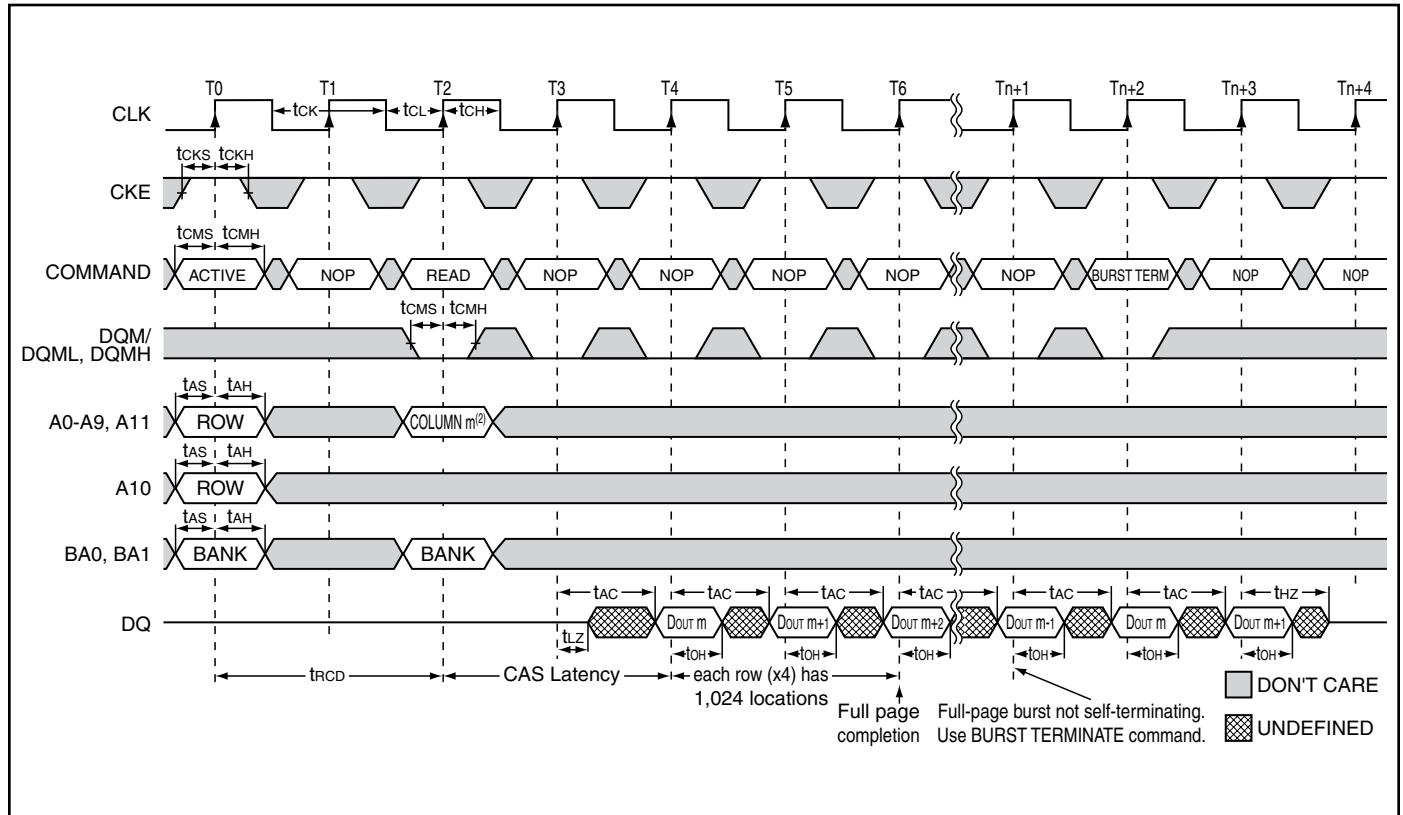 T0 T1 T2 T3 T4 T5 T6 Tn+1 Tn+2 Tn+3 Tn+4
CLK
tCK tCL tCH
tCKS tCKH
CKE
tCMS tCMH
COMMAND
ACTIVE NOP READ NOP NOP NOP NOP NOP BURST TERM NOP NOP
tCMS tCMH
DQM/
DQML, DQMH
tAS tAH
A0-A9, A11
ROW COLUMN m(2)
tAS tAH
A10
ROW
tAS tAH
BA0, BA1
BANK BANK
tAC tAC tAC tAC tAC tAC tHZ
DQ
DOUT m DOUT m+1 DOUT m+2 DOUT m-1 DOUT m DOUT m+1
tLZ tOH tOH tOH tOH tOH tOH
tRCD CAS Latency each row (x4) has
1,024 locations
Full page
completion
Full-page burst not self-terminating.
Use BURST TERMINATE command.
DON'T CARE
UNDEFINED